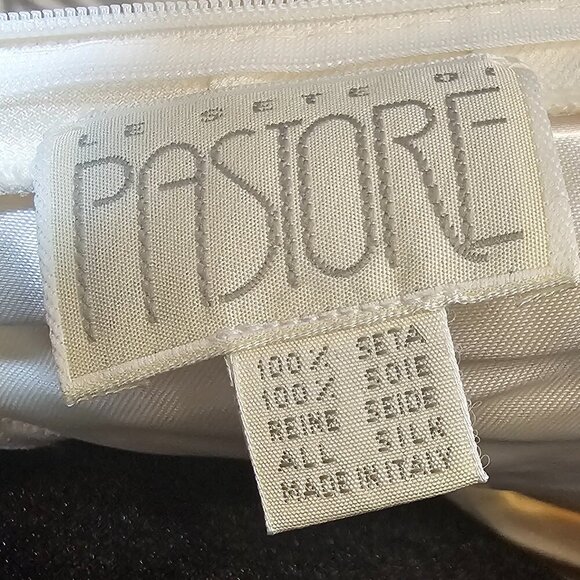 LE SETE DI
PASTORE
100% SETA
100% SOIE
REINE SEIDE
ALL SILK
MADE IN ITALY